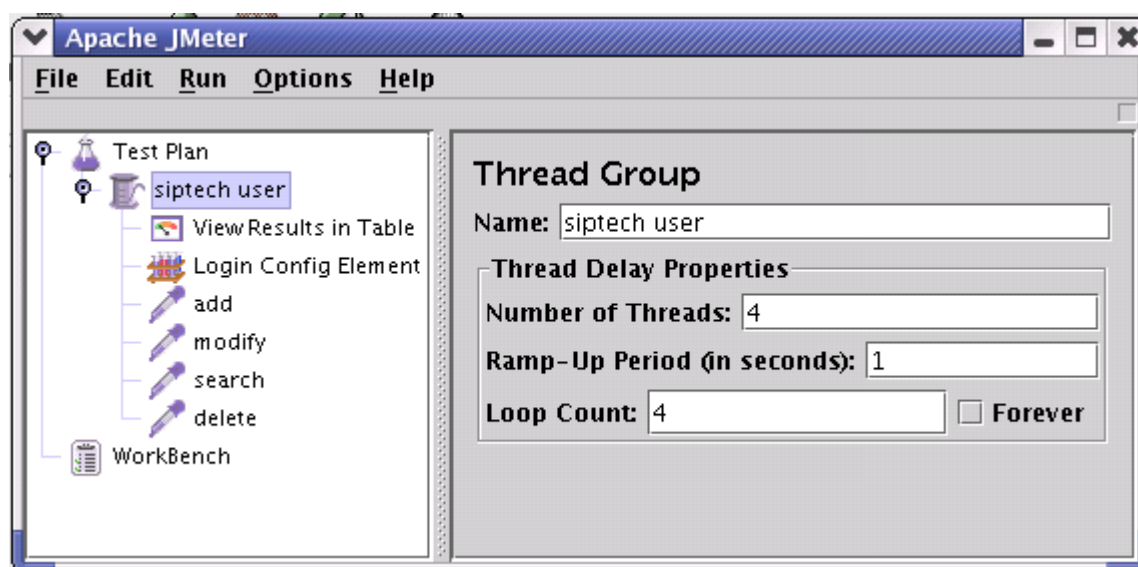 Apache JMeter
File Edit Run Options Help
Test Plan
siptech user
View Results in Table
Login Config Element
add
modify
search
delete
WorkBench
Thread Group
Name: siptech user
Thread Delay Properties
Number of Threads: 4
Ramp-Up Period (in seconds): 1
Loop Count: 4 Forever